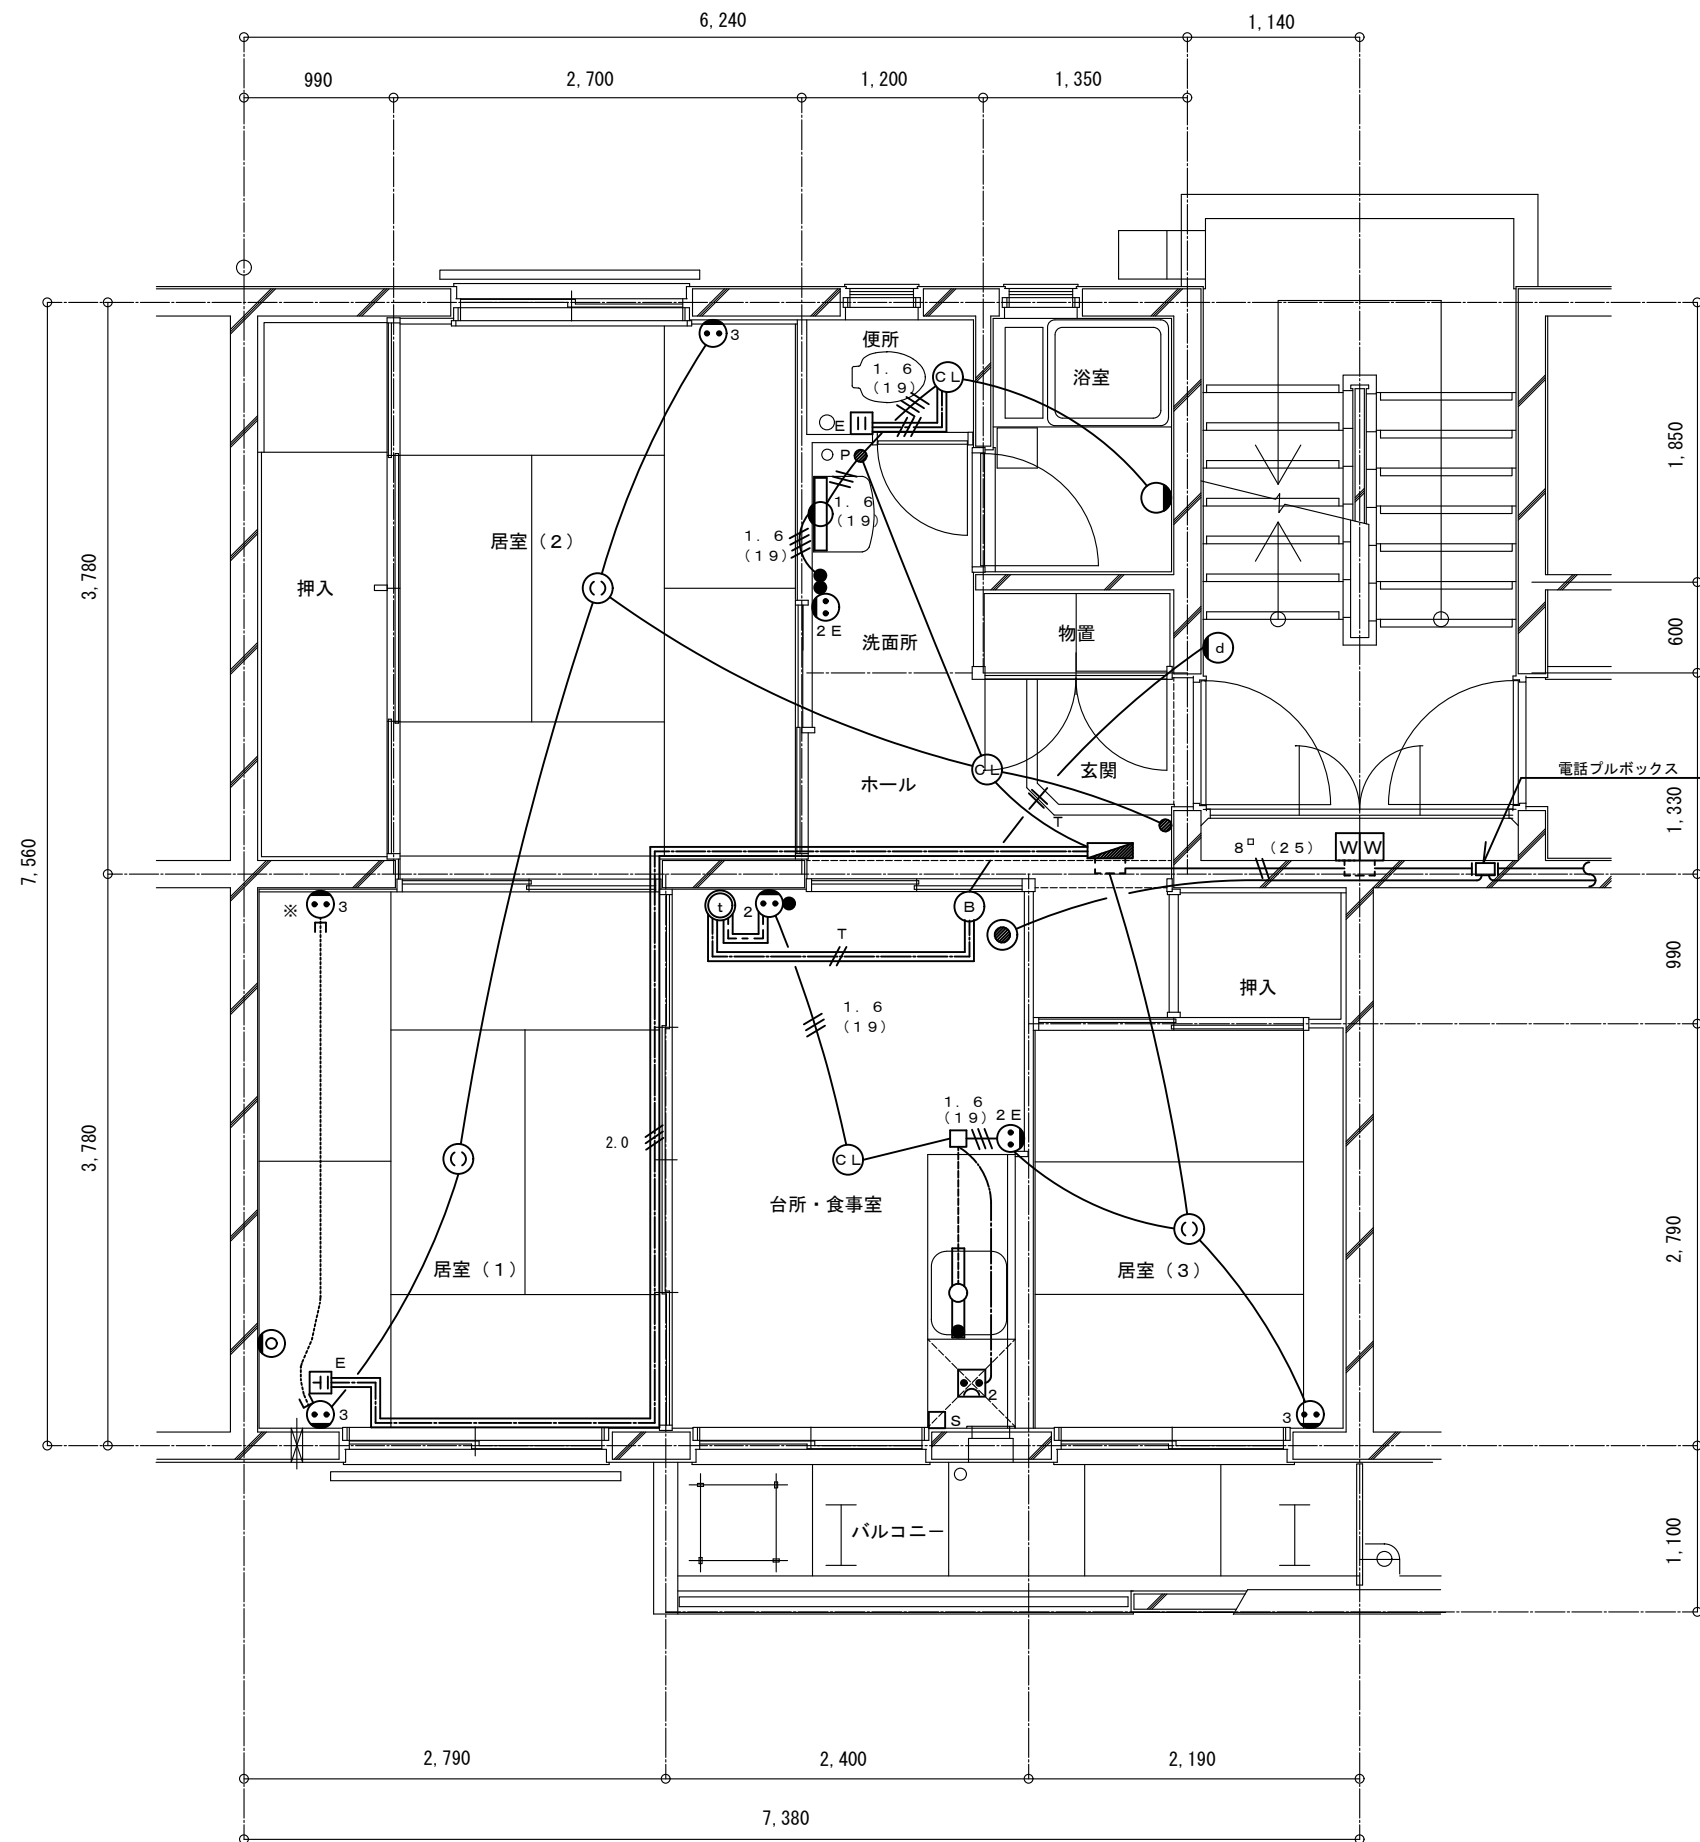 6,240
1,140
990
2,700
1,200
1,350
便所
3
1. 6
(19)
CL
浴室
E
P
1,850
1. 6
(19)
1. 6
(19)
居室（2）
3,780
押入
2E
洗面所
物置
600
d
CL
玄関
ホール
電話プルボックス
1,330
T
8□ (25)
W W
7,560
※
3
t
2
B
T
990
押入
1. 6
(19)
1. 6
(19)
2E
2.0
3,780
CL
台所・食事室
2,790
居室（1）
居室（3）
E
2
3
S
3
バルコニー
1,100
2,790
2,400
2,190
7,380